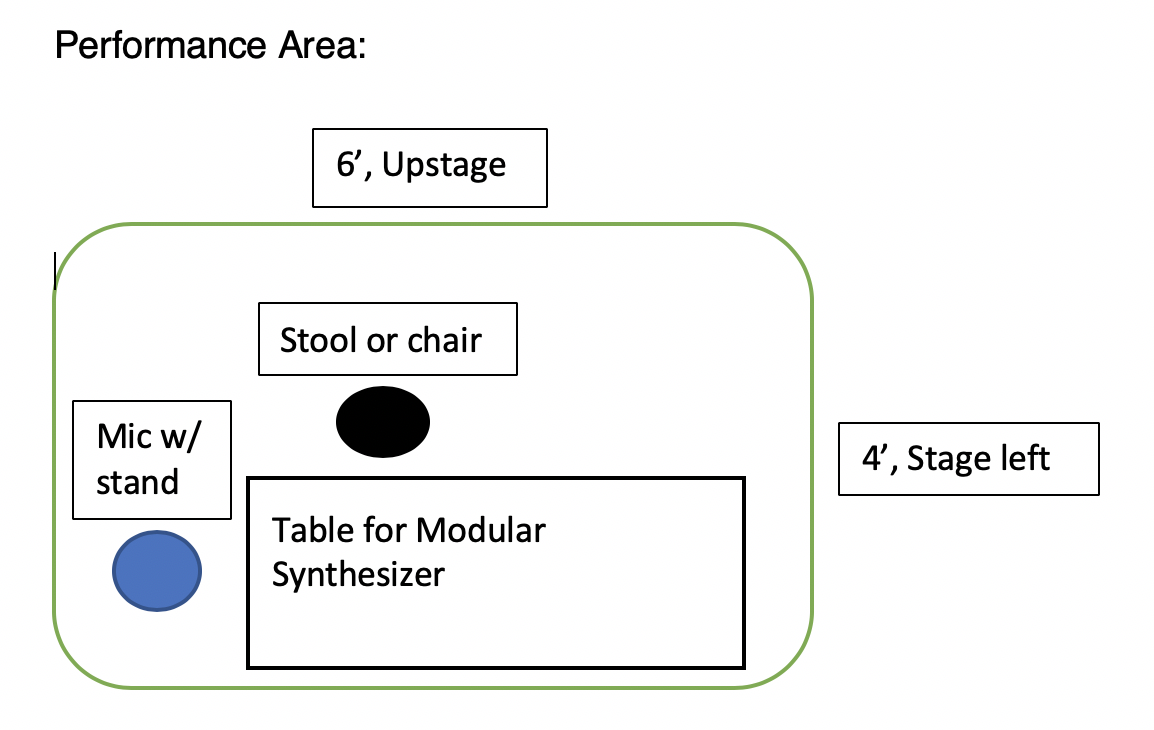 Performance Area:
6’, Upstage
Stool or chair
Mic w/
stand
4’, Stage left
Table for Modular
Synthesizer